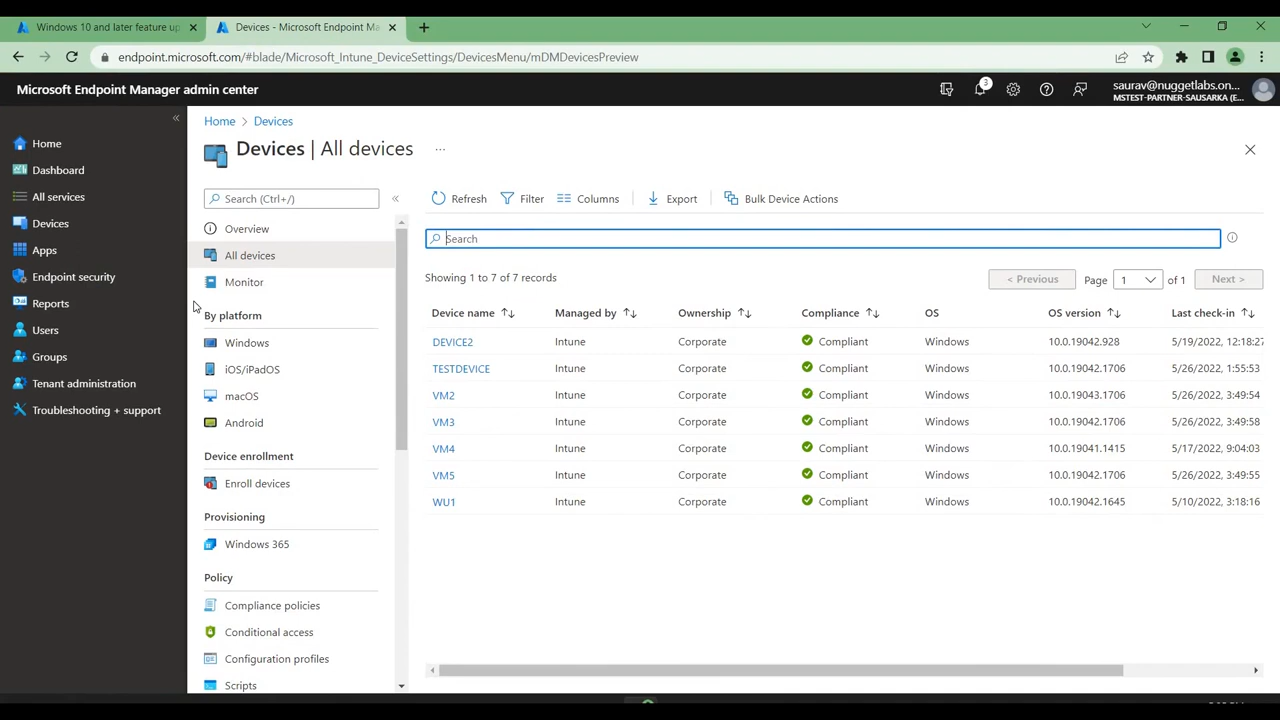 Windows 10 and later feature up
Devices - Microsoft Endpoint Ma
endpoint.microsoft.com/#blade/Microsoft_Intune_DeviceSettings/DevicesMenu/mDMDevicesPreview
Microsoft Endpoint Manager admin center
3
saurav@nuggetlabs.on...
MSTEST-PARTNER-SAUSARKA (E...
Home
Dashboard
All services
Devices
Apps
Endpoint security
Reports
Users
Groups
Tenant administration
Troubleshooting + support
Home > Devices
Devices | All devices ...
Search (Ctrl+/)
Overview
All devices
Monitor
By platform
Windows
iOS/iPadOS
macOS
Android
Device enrollment
Enroll devices
Provisioning
Windows 365
Policy
Compliance policies
Conditional access
Configuration profiles
Scripts
Refresh Filter Columns Export Bulk Device Actions
Search
Showing 1 to 7 of 7 records
< Previous Page 1 of 1 Next >
Device name Managed by Ownership Compliance OS OS version Last check-in
DEVICE2 Intune Corporate Compliant Windows 10.0.19042.928 5/19/2022, 12:18:27
TESTDEVICE Intune Corporate Compliant Windows 10.0.19042.1706 5/26/2022, 1:55:53
VM2 Intune Corporate Compliant Windows 10.0.19043.1706 5/26/2022, 3:49:54
VM3 Intune Corporate Compliant Windows 10.0.19042.1706 5/26/2022, 3:49:58
VM4 Intune Corporate Compliant Windows 10.0.19041.1415 5/17/2022, 9:04:03
VM5 Intune Corporate Compliant Windows 10.0.19042.1706 5/26/2022, 3:49:55
WU1 Intune Corporate Compliant Windows 10.0.19042.1645 5/10/2022, 3:18:16